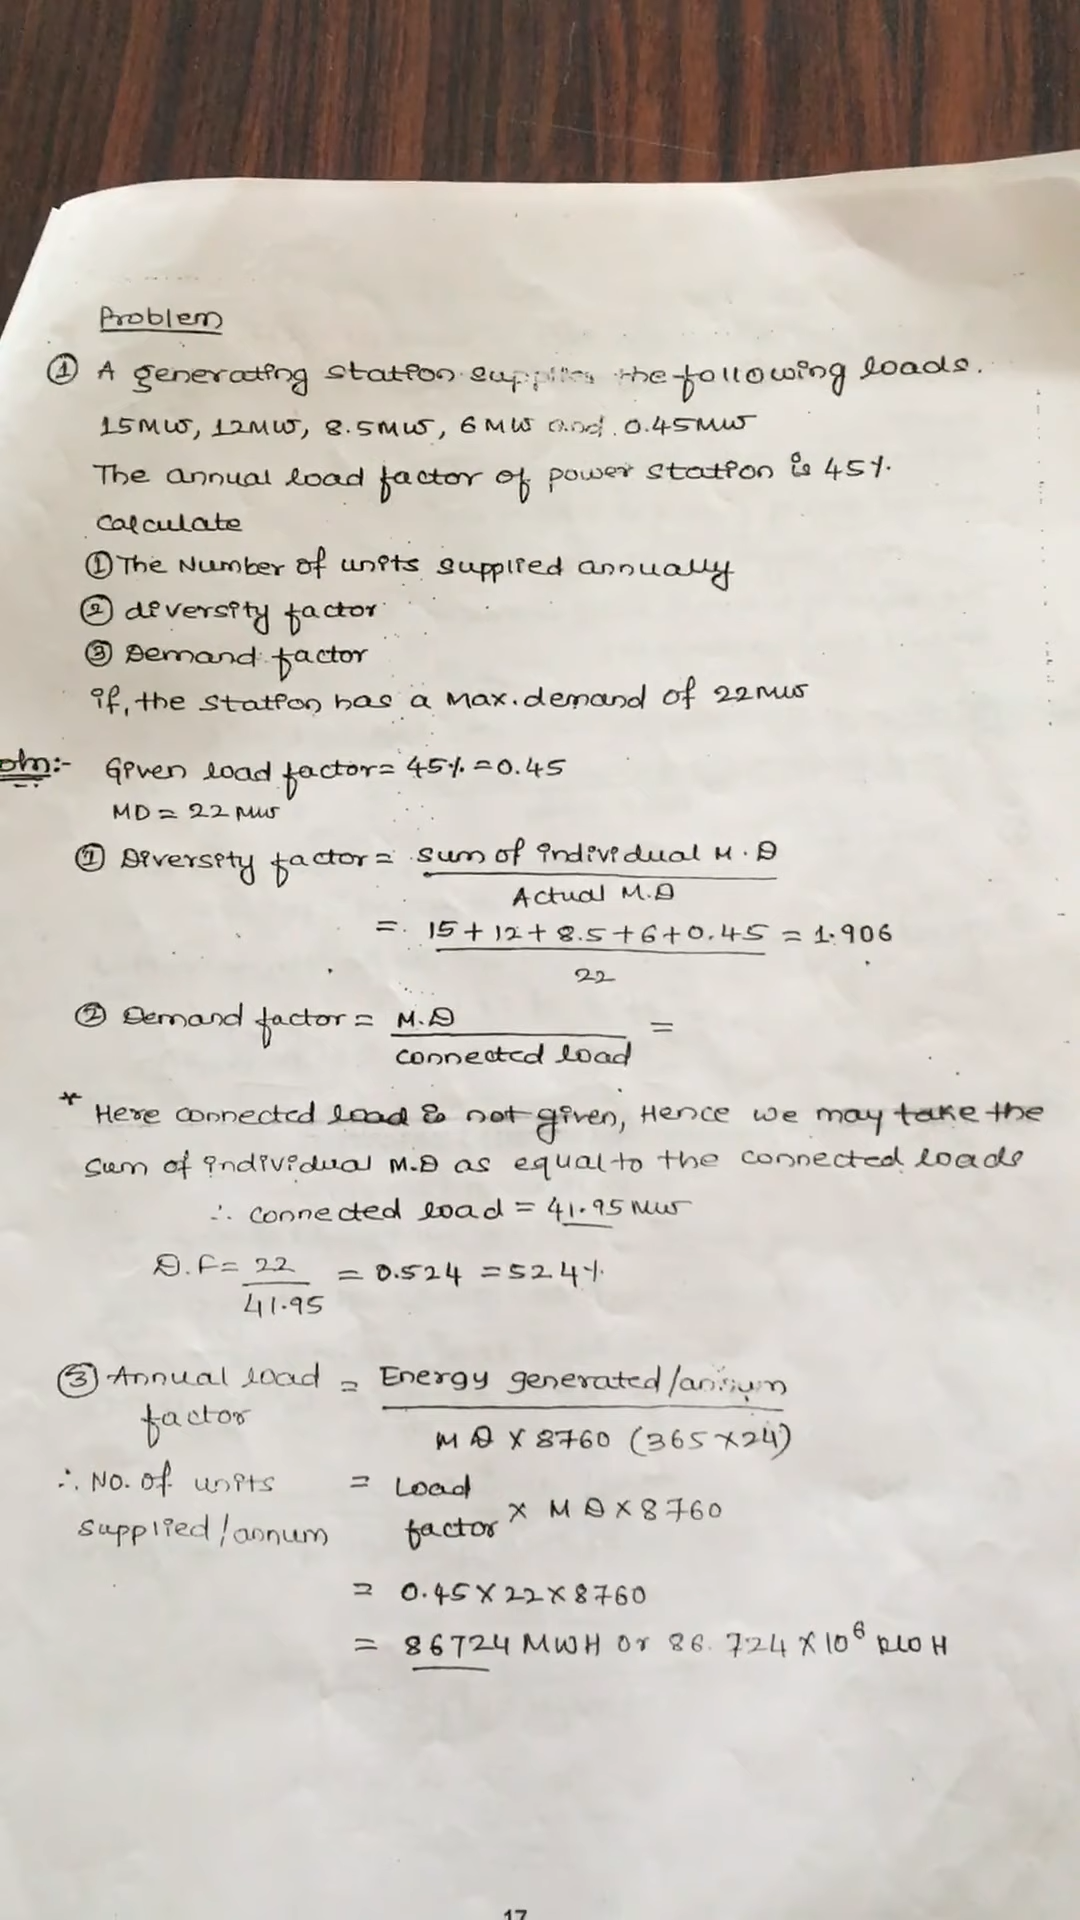 Problem
① A generating station supplies the following loads.
15MW, 12MW, 8.5MW, 6 MW and 0.45MW
The annual load factor of power station is 45%.
calculate
① The Number of units supplied annually
② diversity factor
③ Demand factor
if, the station has a Max. demand of 22MW
oln:- Given load factor = 45% = 0.45
MD = 22 MW
① Diversity factor = sum of individual M.D
Actual M.D
= 15+12+8.5+6+0.45 = 1.906
22
② Demand factor = M.D =
connected load
* Here connected load is not given, Hence we may take the
sum of individual M.D as equal to the connected loads
∴ connected load = 41.95 MW
D.F = 22 = 0.524 = 52.4%
41.95
③ Annual load = Energy generated/annum
factor
MD X 8760 (365 X 24)
∴ No. of units = Load X MD X 8760
supplied/annum factor
= 0.45 X 22 X 8760
= 86724 MWH or 86.724 X 10⁶ KWH
17